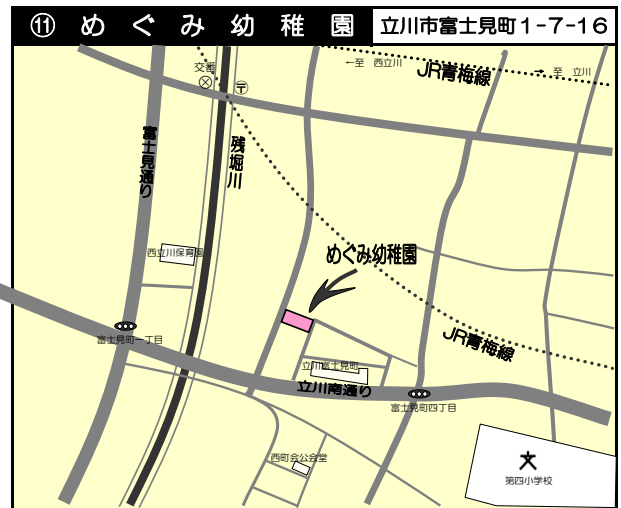 ⑪ めぐみ幼稚園
立川市富士見町1-7-16
交番
←至 西立川
JR青梅線
→ 至 立川
富士見通り
残堀川
西立川保育園
めぐみ幼稚園
富士見町一丁目
JR青梅線
立川富士見町
立川南通り
富士見町四丁目
西町会公会堂
文
第四小学校